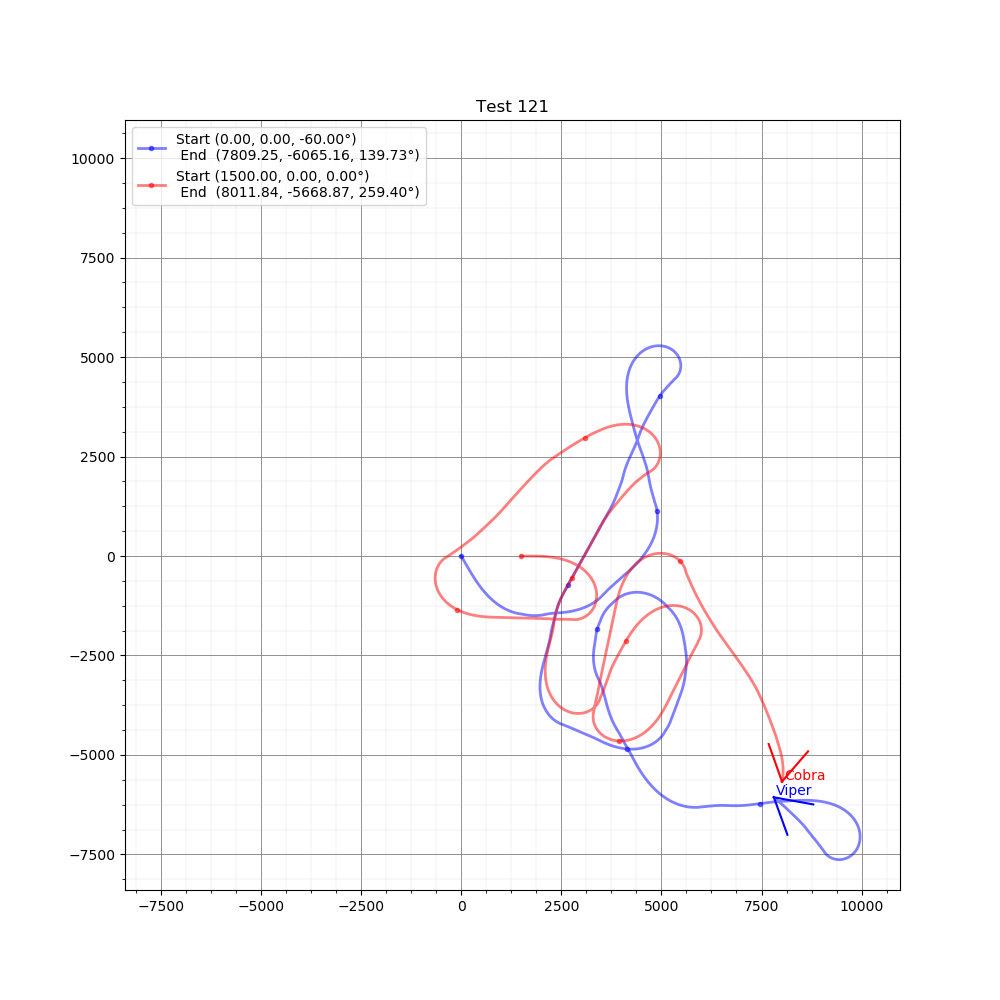 Test 121
Start (0.00, 0.00, -60.00°)
End  (7809.25, -6065.16, 139.73°)
Start (1500.00, 0.00, 0.00°)
End  (8011.84, -5668.87, 259.40°)
10000
7500
5000
2500
0
−2500
−5000
−7500
Cobra
Viper
−7500 −5000 −2500 0 2500 5000 7500 10000